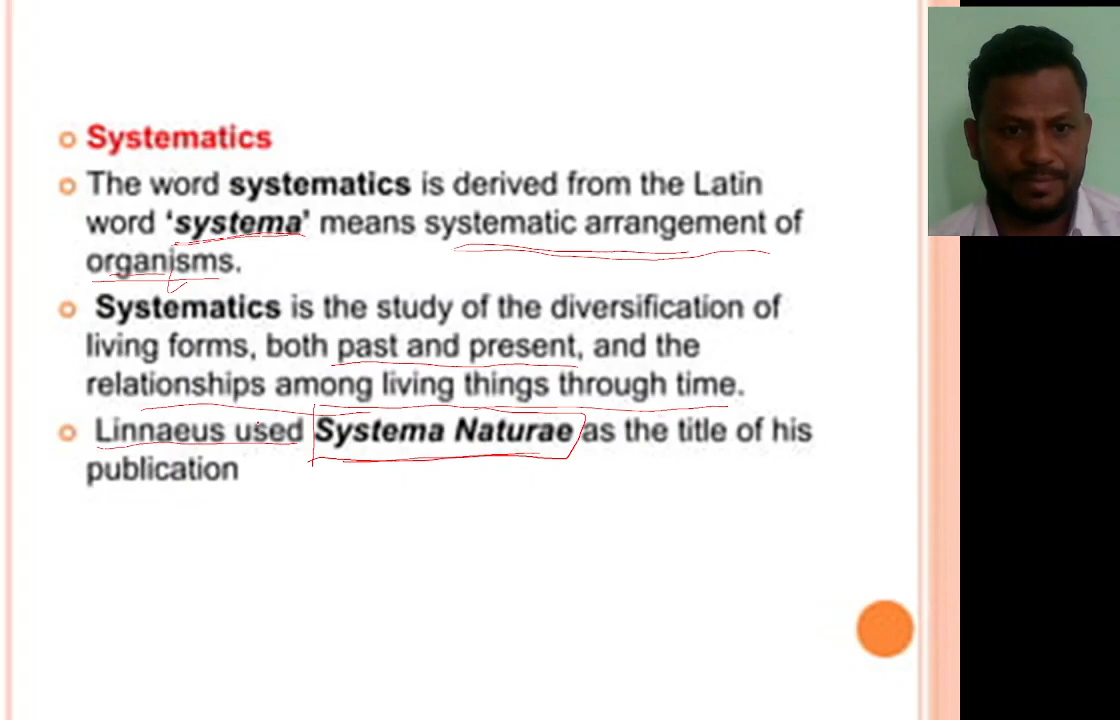 Systematics
The word systematics is derived from the Latin
word ‘systema’ means systematic arrangement of
organisms.
Systematics is the study of the diversification of
living forms, both past and present, and the
relationships among living things through time.
Linnaeus used Systema Naturae as the title of his
publication